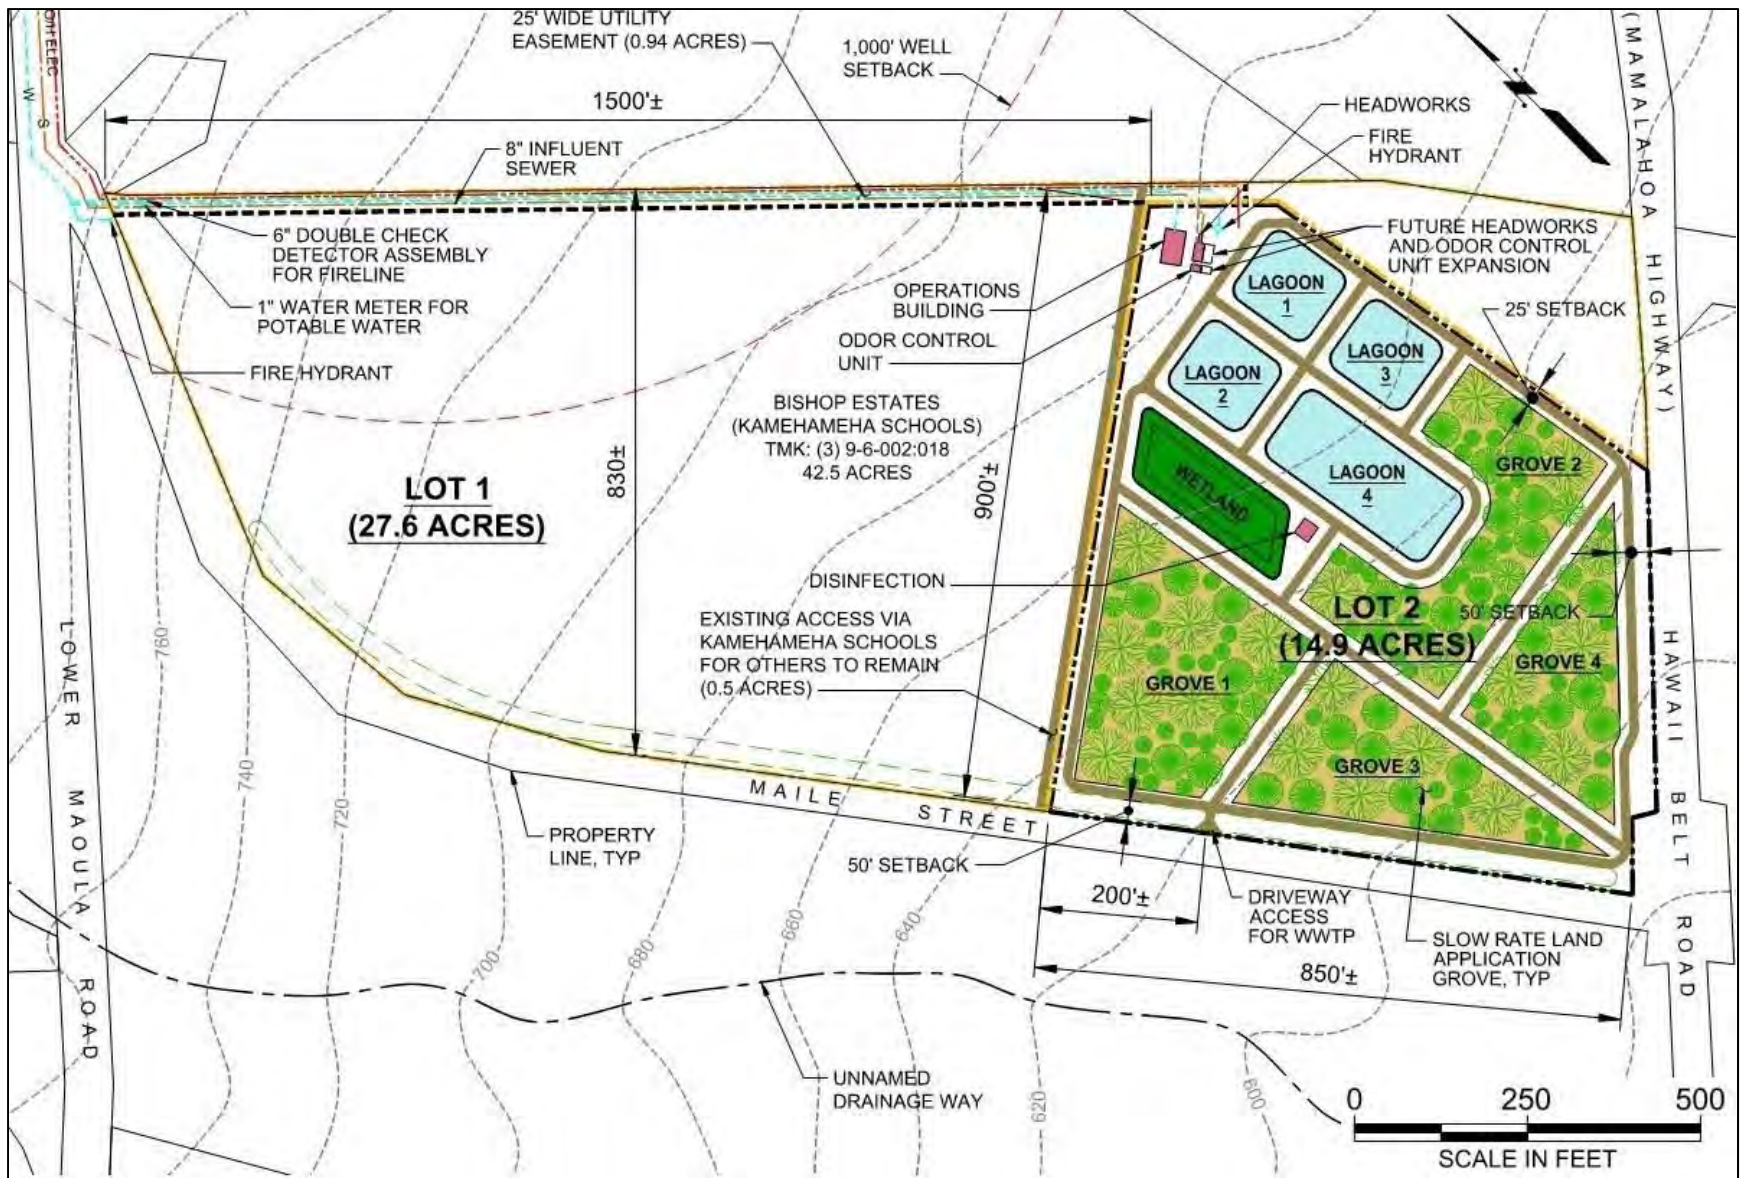 OH ELEC
W
S
25' WIDE UTILITY
EASEMENT (0.94 ACRES)
1,000' WELL
SETBACK
1500'±
8" INFLUENT
SEWER
HEADWORKS
FIRE
HYDRANT
(MAMALAHOA HIGHWAY)
6" DOUBLE CHECK
DETECTOR ASSEMBLY
FOR FIRELINE
1" WATER METER FOR
POTABLE WATER
FIRE HYDRANT
FUTURE HEADWORKS
AND ODOR CONTROL
UNIT EXPANSION
25' SETBACK
OPERATIONS
BUILDING
ODOR CONTROL
UNIT
LAGOON
1
LAGOON
2
LAGOON
3
LAGOON
4
BISHOP ESTATES
(KAMEHAMEHA SCHOOLS)
TMK: (3) 9-6-002:018
42.5 ACRES
830±
900'±
LOT 1
(27.6 ACRES)
WETLAND
GROVE 2
DISINFECTION
LOT 2
(14.9 ACRES)
50' SETBACK
EXISTING ACCESS VIA
KAMEHAMEHA SCHOOLS
FOR OTHERS TO REMAIN
(0.5 ACRES)
GROVE 1
GROVE 4
GROVE 3
LOWER MAOULA ROAD
HAWAII BELT ROAD
760
740
720
700
680
660
640
620
600
MAILE STREET
PROPERTY
LINE, TYP
50' SETBACK
200'±
DRIVEWAY
ACCESS
FOR WWTP
850'±
SLOW RATE LAND
APPLICATION
GROVE, TYP
UNNAMED
DRAINAGE WAY
0 250 500
SCALE IN FEET